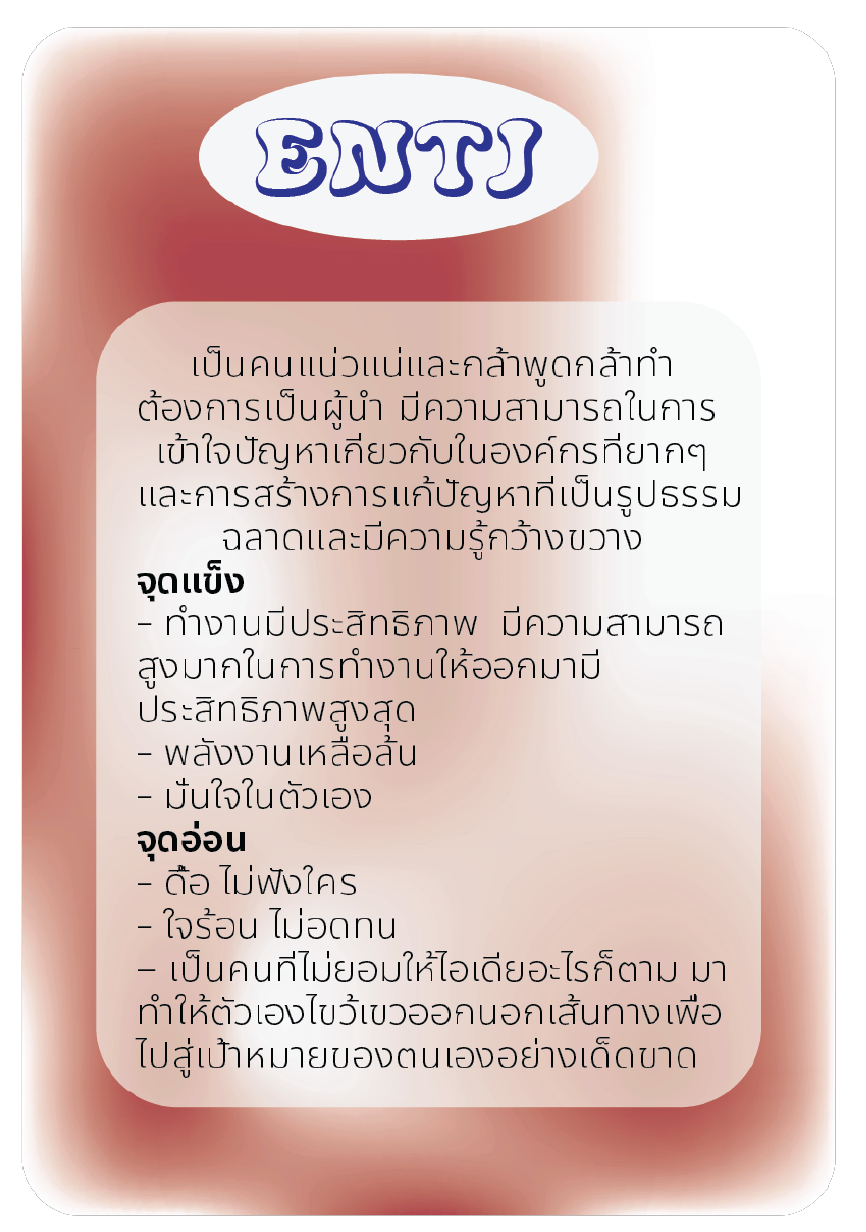 ENTJ
เป็นคนแน่วแน่และกล้าพูดกล้าทำ
ต้องการเป็นผู้นำ มีความสามารถในการ
เข้าใจปัญหาเกี่ยวกับในองค์กรที่ยากๆ
และการสร้างการแก้ปัญหาที่เป็นรูปธรรม
ฉลาดและมีความรู้กว้างขวาง
จุดแข็ง
- ทำงานมีประสิทธิภาพ มีความสามารถ
สูงมากในการทำงานให้ออกมามี
ประสิทธิภาพสูงสุด
- พลังงานเหลือล้น
- มั่นใจในตัวเอง
จุดอ่อน
- ดื้อ ไม่ฟังใคร
- ใจร้อน ไม่อดทน
– เป็นคนที่ไม่ยอมให้ไอเดียอะไรก็ตาม มา
ทำให้ตัวเองไขว้เขวออกนอกเส้นทางเพื่อ
ไปสู่เป้าหมายของตนเองอย่างเด็ดขาด